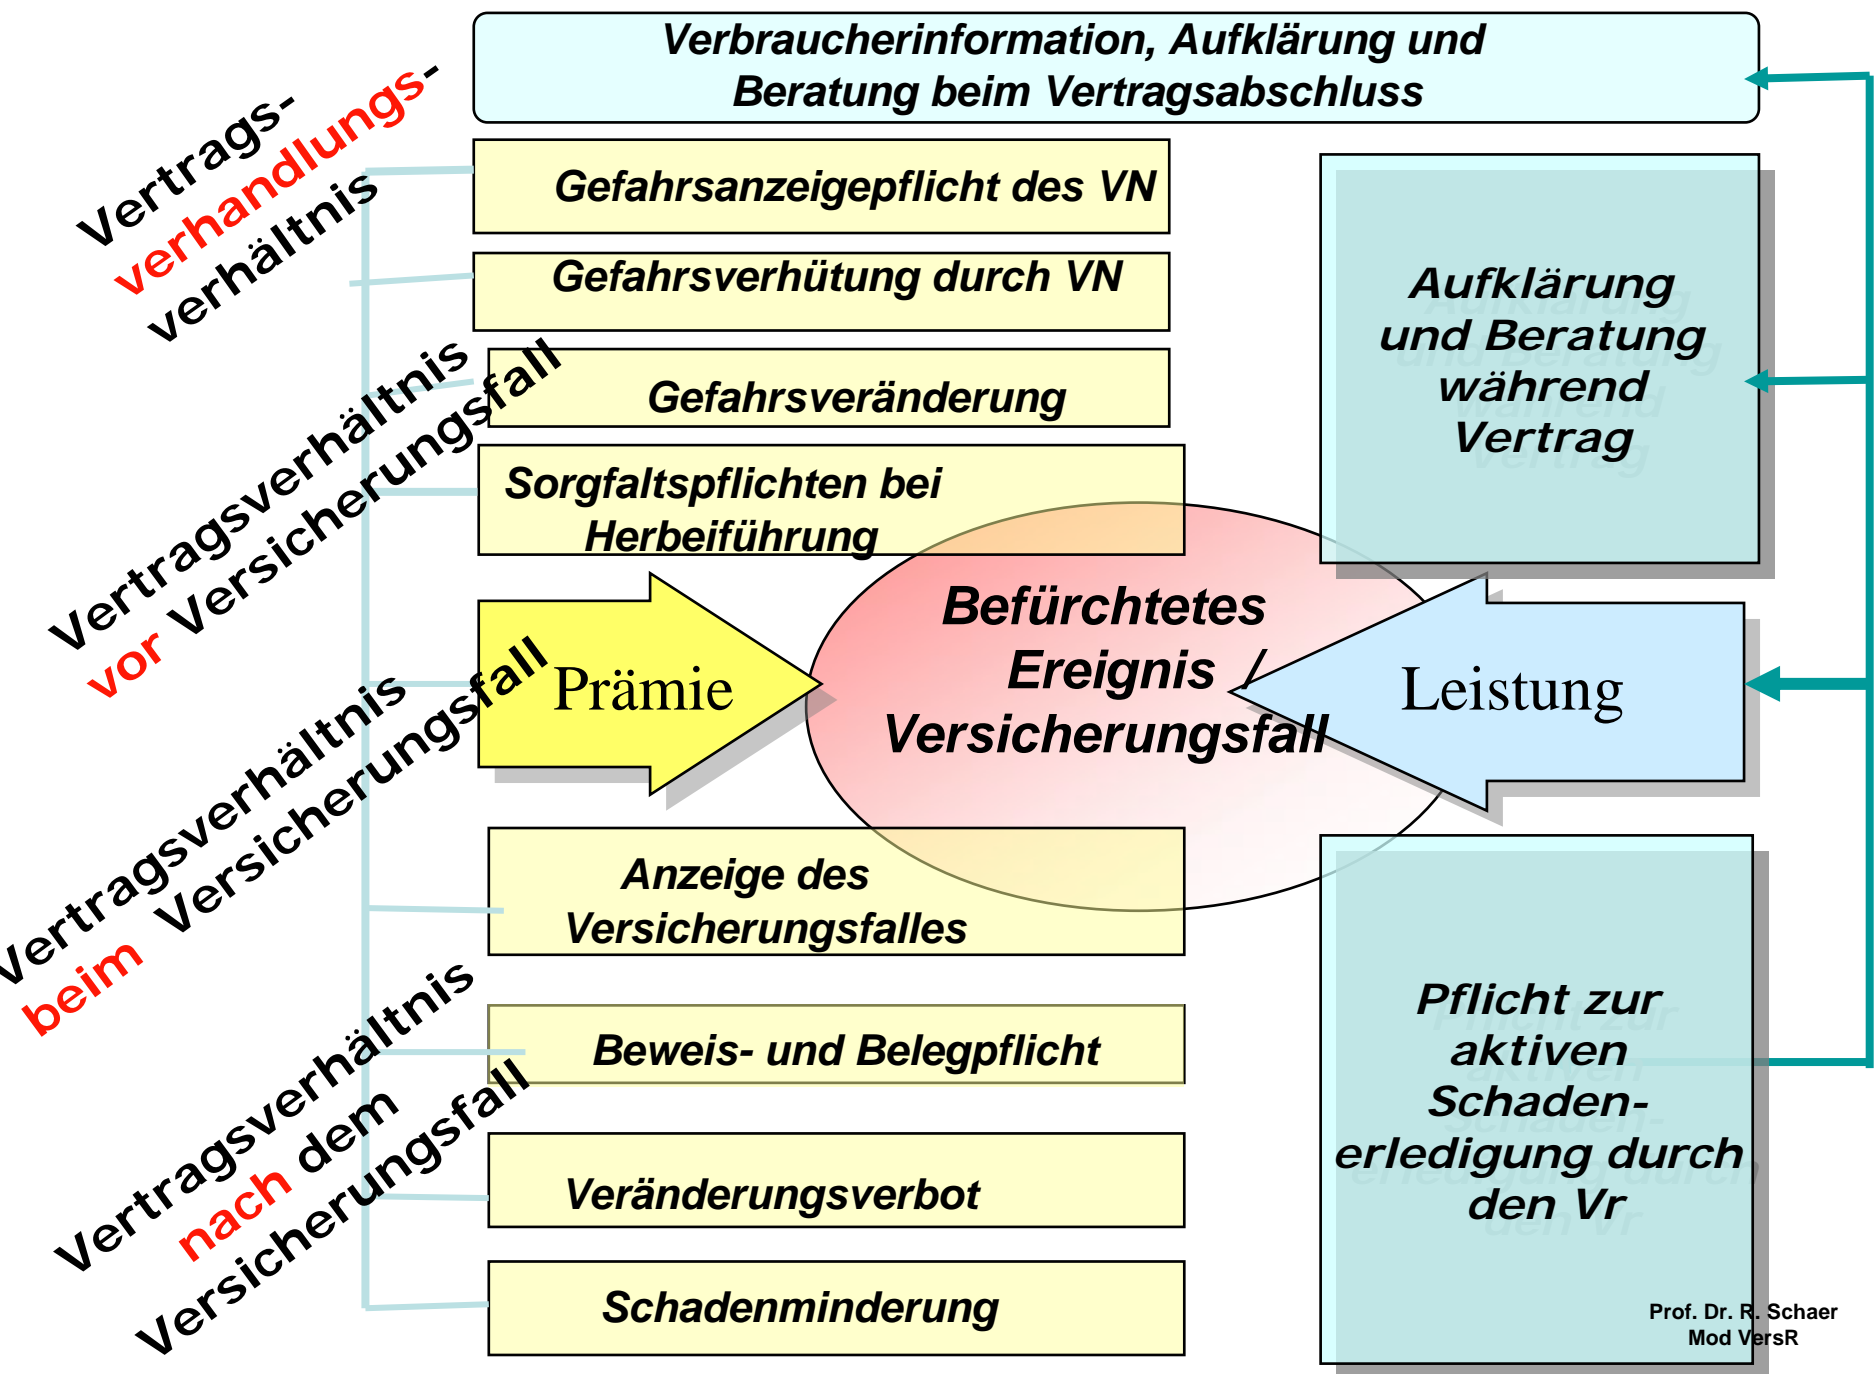 Verbraucherinformation, Aufklärung und
Beratung beim Vertragsabschluss
Vertrags-
verhandlungs-
verhältnis
Gefahrsanzeigepflicht des VN
Gefahrsverhütung durch VN
Gefahrsveränderung
Sorgfaltspflichten bei
Herbeiführung
Aufklärung
und Beratung
während
Vertrag
Vertragsverhältnis
vor Versicherungsfall
Prämie
Befürchtetes
Ereignis /
Versicherungsfall
Leistung
Vertragsverhältnis
beim Versicherungsfall
Anzeige des
Versicherungsfalles
Beweis- und Belegpflicht
Veränderungsverbot
Schadenminderung
Vertragsverhältnis
nach dem
Versicherungsfall
Pflicht zur
aktiven
Schaden-
erledigung durch
den Vr
Prof. Dr. R. Schaer
Mod VersR